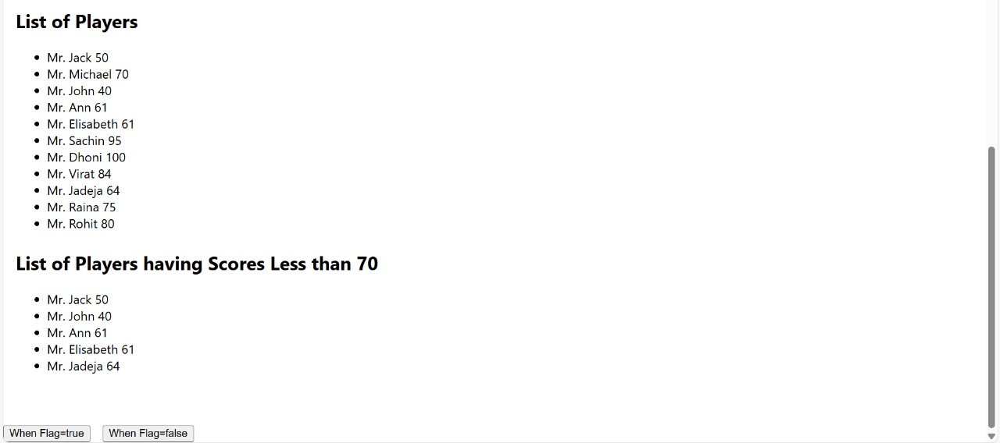 List of Players
Mr. Jack 50
Mr. Michael 70
Mr. John 40
Mr. Ann 61
Mr. Elisabeth 61
Mr. Sachin 95
Mr. Dhoni 100
Mr. Virat 84
Mr. Jadeja 64
Mr. Raina 75
Mr. Rohit 80
List of Players having Scores Less than 70
Mr. Jack 50
Mr. John 40
Mr. Ann 61
Mr. Elisabeth 61
Mr. Jadeja 64
When Flag=true When Flag=false